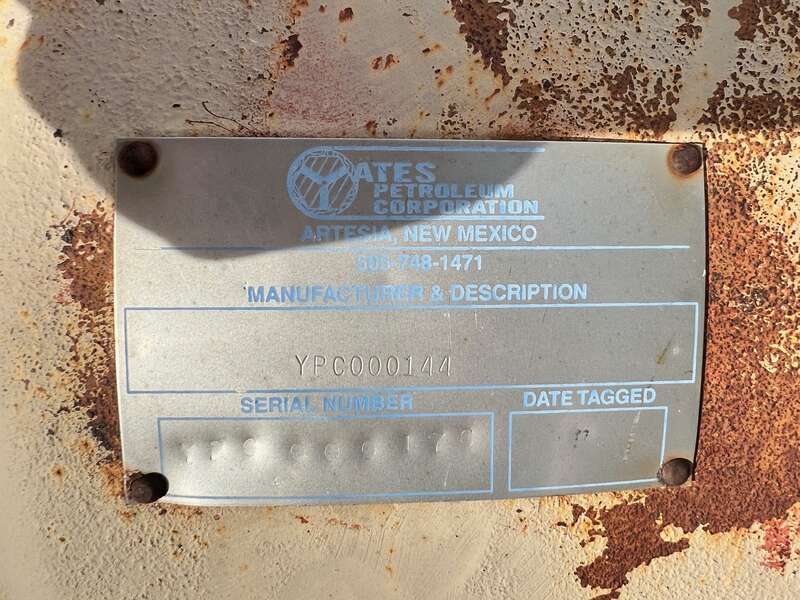 YATES
PETROLEUM
CORPORATION
ARTESIA, NEW MEXICO
505-748-1471
MANUFACTURER & DESCRIPTION
YPC000144
SERIAL NUMBER
DATE TAGGED